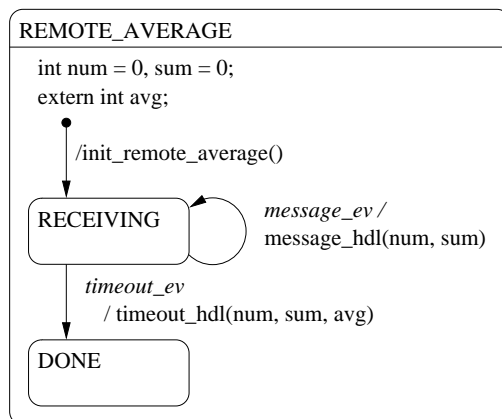 REMOTE_AVERAGE
int num = 0, sum = 0;
extern int avg;
/init_remote_average()
RECEIVING
message_ev /
message_hdl(num, sum)
timeout_ev
/ timeout_hdl(num, sum, avg)
DONE